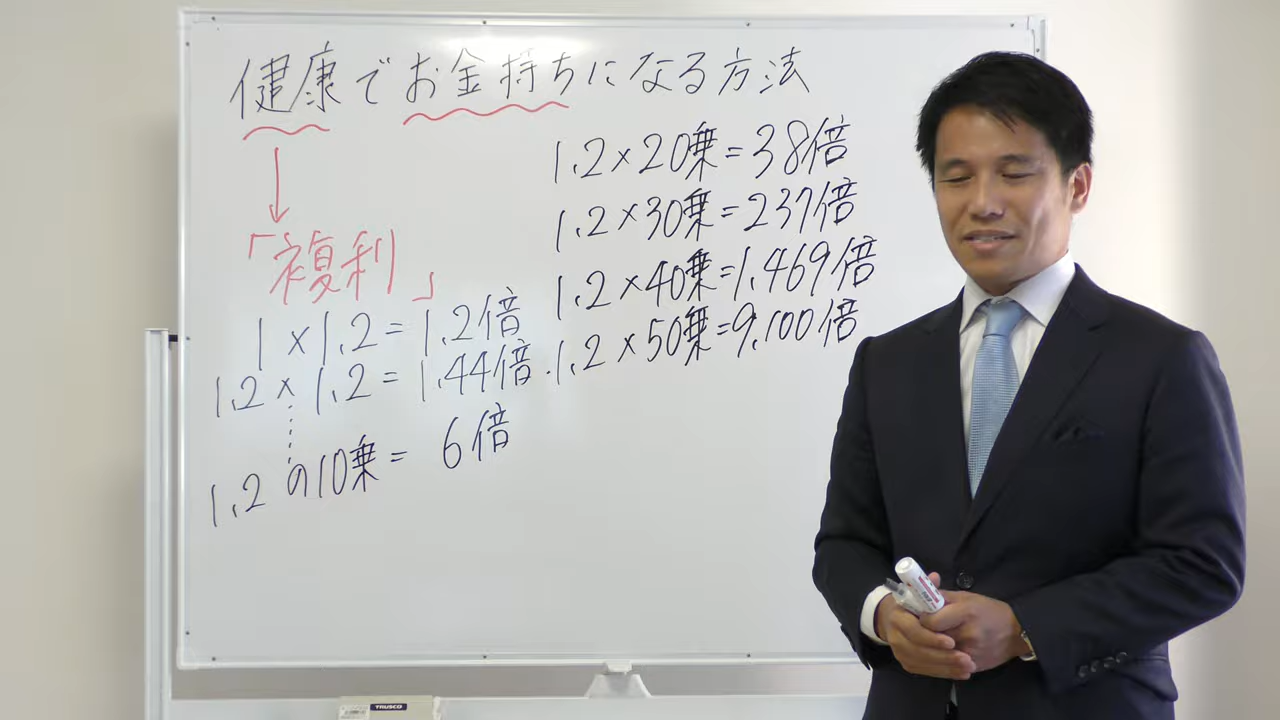 健康でお金持ちになる方法
「複利」
1×1.2=1.2倍
1.2×1.2=1.44倍
1.2の10乗=6倍
1.2×20乗=38倍
1.2×30乗=237倍
1.2×40乗=1,469倍
1.2×50乗=9,100倍
TRUSCO